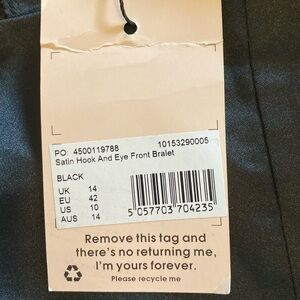 PO: 4500119788 10153290005
Satin Hook And Eye Front Bralet
BLACK
UK 14
EU 42
US 10
AUS 14
5 057703 704235
Remove this tag and
there's no returning me,
I'm yours forever.
Please recycle me